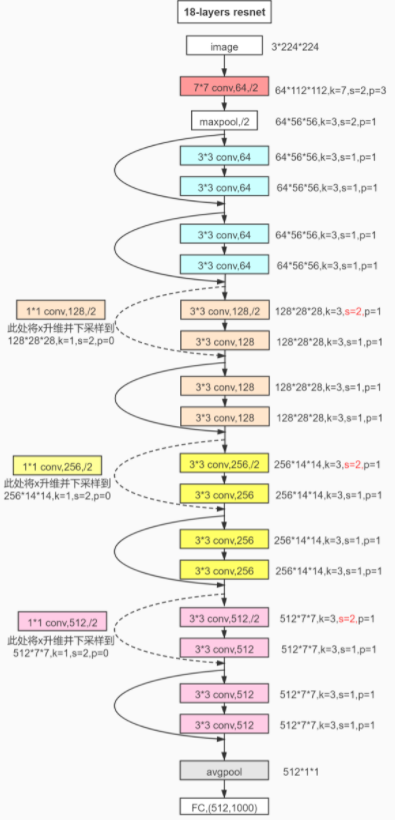 18-layers resnet
image
3*224*224
7*7 conv,64,/2
64*112*112,k=7,s=2,p=3
maxpool,/2
64*56*56,k=3,s=2,p=1
3*3 conv,64
64*56*56,k=3,s=1,p=1
3*3 conv,64
64*56*56,k=3,s=1,p=1
3*3 conv,64
64*56*56,k=3,s=1,p=1
3*3 conv,64
64*56*56,k=3,s=1,p=1
1*1 conv,128,/2
此处将x升维并下采样到
128*28*28,k=1,s=2,p=0
3*3 conv,128,/2
128*28*28,k=3,s=2,p=1
3*3 conv,128
128*28*28,k=3,s=1,p=1
3*3 conv,128
128*28*28,k=3,s=1,p=1
3*3 conv,128
128*28*28,k=3,s=1,p=1
1*1 conv,256,/2
此处将x升维并下采样到
256*14*14,k=1,s=2,p=0
3*3 conv,256,/2
256*14*14,k=3,s=2,p=1
3*3 conv,256
256*14*14,k=3,s=1,p=1
3*3 conv,256
256*14*14,k=3,s=1,p=1
3*3 conv,256
256*14*14,k=3,s=1,p=1
1*1 conv,512,/2
此处将x升维并下采样到
512*7*7,k=1,s=2,p=0
3*3 conv,512,/2
512*7*7,k=3,s=2,p=1
3*3 conv,512
512*7*7,k=3,s=1,p=1
3*3 conv,512
512*7*7,k=3,s=1,p=1
3*3 conv,512
512*7*7,k=3,s=1,p=1
avgpool
512*1*1
FC,(512,1000)